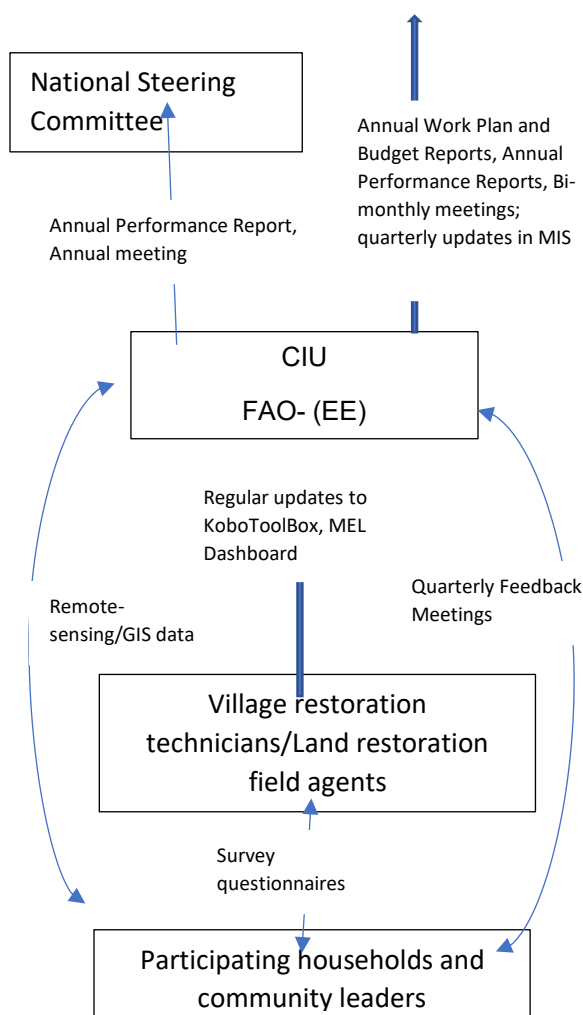 National Steering
Committee
Annual Work Plan and
Budget Reports, Annual
Performance Reports, Bi-
monthly meetings;
quarterly updates in MIS
Annual Performance Report,
Annual meeting
CIU
FAO- (EE)
Regular updates to
KoboToolBox, MEL
Dashboard
Quarterly Feedback
Meetings
Remote-
sensing/GIS data
Village restoration
technicians/Land restoration
field agents
Survey
questionnaires
Participating households and
community leaders